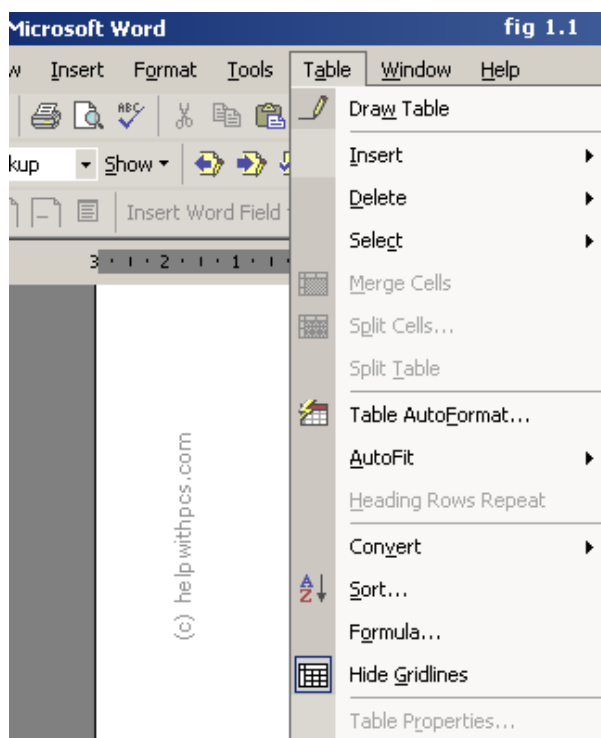 Microsoft Word fig 1.1
w Insert Format Tools Table Window Help
ABC
Draw Table
kup Show
Insert
Insert Word Field
Delete
Select
3 2 1
Merge Cells
Split Cells...
Split Table
Table AutoFormat...
AutoFit
Heading Rows Repeat
Convert
A
Z
Sort...
Formula...
Hide Gridlines
Table Properties...
(c) helpwithpcs.com